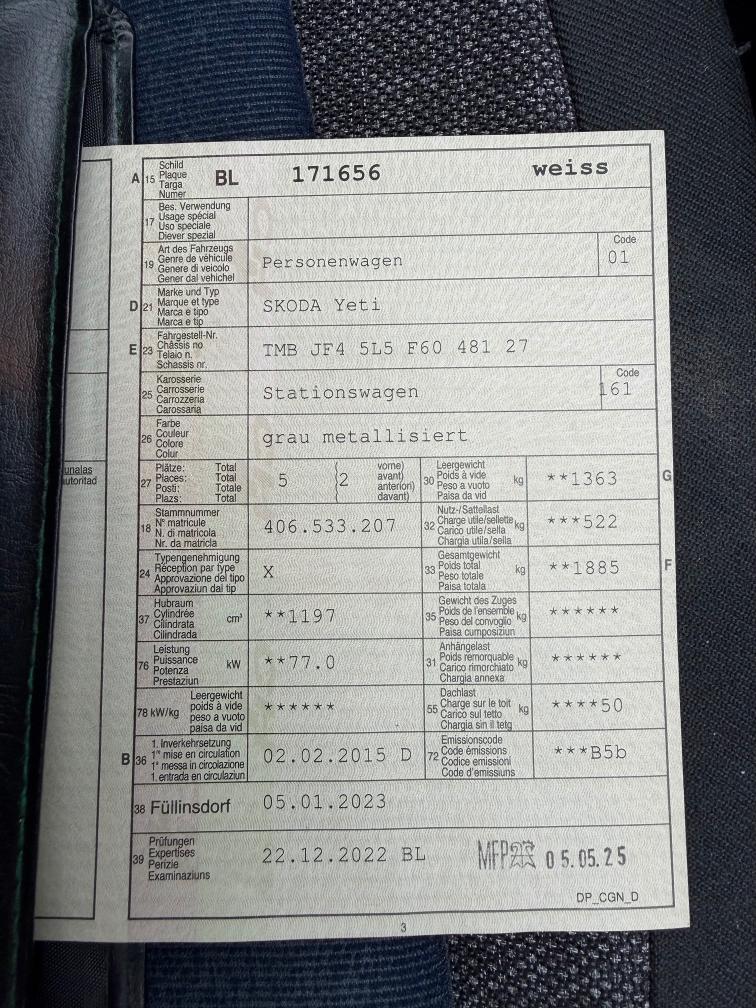 A 15 Schild
Plaque
Targa
Numer
BL 171656 weiss
17 Bes. Verwendung
Usage spécial
Uso speciale
Diever spezial
19 Art des Fahrzeugs
Genre de véhicule
Genere di veicolo
Gener dal vehichel
Personenwagen
Code
01
D 21 Marke und Typ
Marque et type
Marca e tipo
Marca e tip
SKODA Yeti
E 23 Fahrgestell-Nr.
Châssis no
Telaio n.
Schassis nr.
TMB JF4 5L5 F60 481 27
25 Karosserie
Carrosserie
Carrozzeria
Carossaria
Stationswagen
Code
161
26 Farbe
Couleur
Colore
Colur
grau metallisiert
27 Plätze: Total
Places: Total
Posti: Totale
Plazs: Total
5 2
vorne)
avant)
anteriori)
davant)
30 Leergewicht
Poids à vide
Peso a vuoto
Paisa da vid
kg **1363 G
unalas
utoritad
18 Stammnummer
N° matricule
N. di matricola
Nr. da matricla
406.533.207
32 Nutz-/Sattellast
Charge utile/sellette
Carico utile/sella
Chargia utila/sella
kg ***522
24 Typengenehmigung
Réception par type
Approvazione del tipo
Approvaziun dal tip
X
33 Gesamtgewicht
Poids total
Peso totale
Paisa totala
kg **1885 F
37 Hubraum
Cylindrée
Cilindrata
Cilindrada
cm³ **1197
35 Gewicht des Zuges
Poids de l'ensemble
Peso del convoglio
Paisa cumposiziun
kg ******
76 Leistung
Puissance
Potenza
Prestaziun
kW **77.0
31 Anhängelast
Poids remorquable
Carico rimorchiato
Chargia annexa
kg ******
78 kW/kg Leergewicht
poids à vide
peso a vuoto
paisa da vid
******
55 Dachlast
Charge sur le toit
Carico sul tetto
Chargia sin il tetg
kg ****50
B 36 1. Inverkehrsetzung
1re mise en circulation
1a messa in circolazione
1. entrada en circulaziun
02.02.2015 D
72 Emissionscode
Code émissions
Codice emissioni
Code d'emissiuns
***B5b
38 Füllinsdorf 05.01.2023
39 Prüfungen
Expertises
Perizie
Examinaziuns
22.12.2022 BL MFP 05.05.25
DP_CGN_D
3